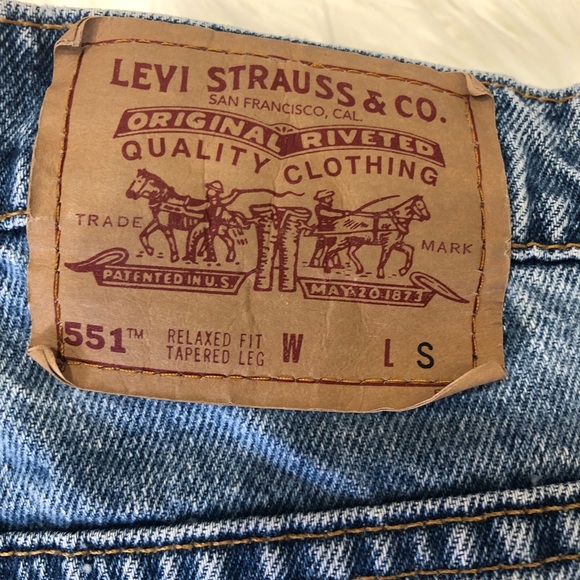 LEVI STRAUSS & CO.
SAN FRANCISCO, CAL.
ORIGINAL RIVETED
QUALITY CLOTHING
TRADE MARK
PATENTED IN U.S. MAY 20 1873
551™ RELAXED FIT W L S
TAPERED LEG